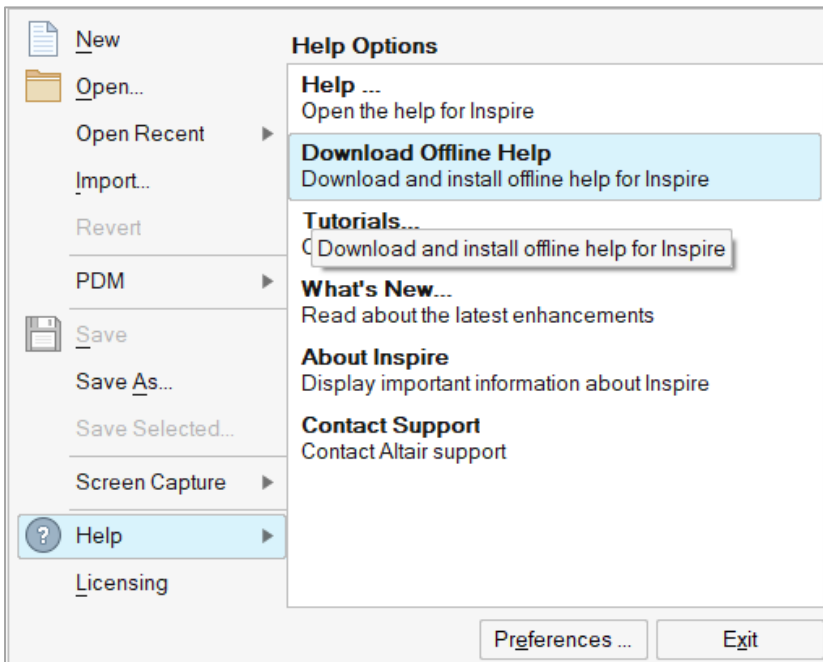 New
Open...
Open Recent
Import...
Revert
PDM
Save
Save As...
Save Selected...
Screen Capture
Help
Licensing
Help Options
Help ...
Open the help for Inspire
Download Offline Help
Download and install offline help for Inspire
Tutorials...
Download and install offline help for Inspire
What's New...
Read about the latest enhancements
About Inspire
Display important information about Inspire
Contact Support
Contact Altair support
Preferences ...
Exit